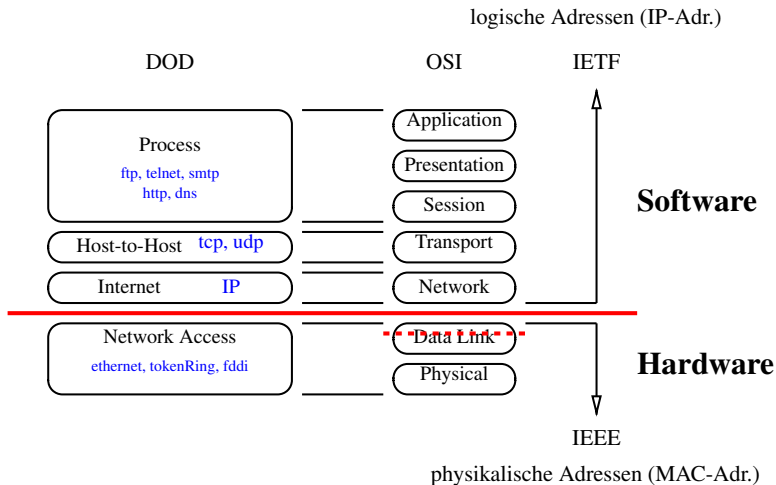 logische Adressen (IP-Adr.)
DOD
OSI
IETF
Process
ftp, telnet, smtp
http, dns
Application
Presentation
Session
Software
Host-to-Host
tcp, udp
Transport
Internet
IP
Network
Network Access
ethernet, tokenRing, fddi
Data Link
Physical
Hardware
IEEE
physikalische Adressen (MAC-Adr.)